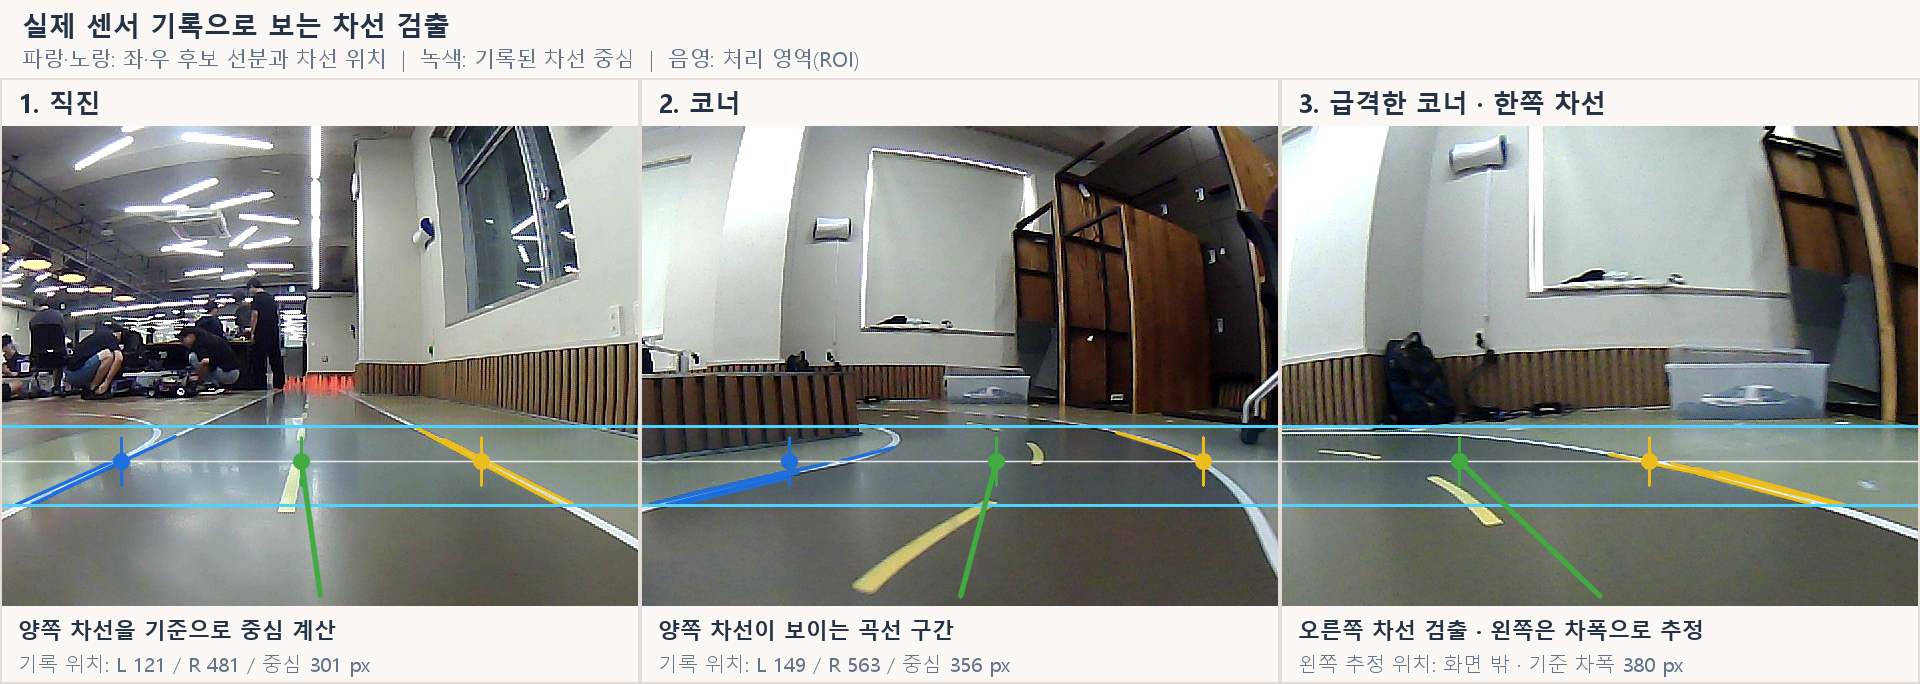 실제 센서 기록으로 보는 차선 검출
파랑·노랑: 좌·우 후보 선분과 차선 위치 | 녹색: 기록된 차선 중심 | 음영: 처리 영역(ROI)
1. 직진
2. 코너
3. 급격한 코너 · 한쪽 차선
양쪽 차선을 기준으로 중심 계산
기록 위치: L 121 / R 481 / 중심 301 px
양쪽 차선이 보이는 곡선 구간
기록 위치: L 149 / R 563 / 중심 356 px
오른쪽 차선 검출 · 왼쪽은 차폭으로 추정
왼쪽 추정 위치: 화면 밖 · 기준 차폭 380 px